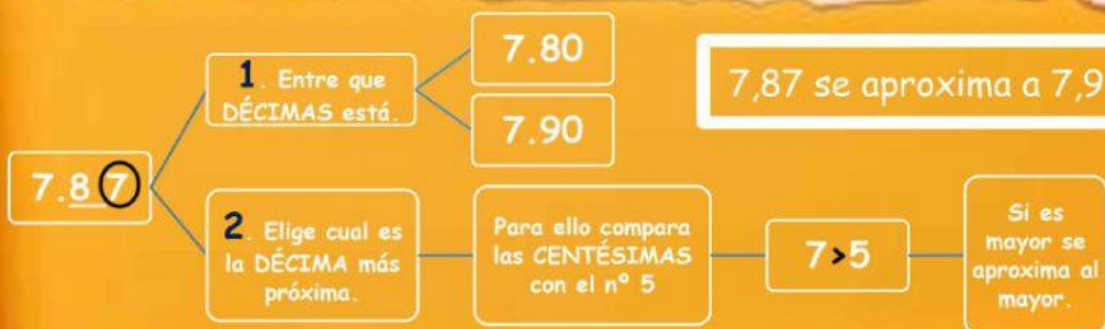 7.87
1. Entre que
DÉCIMAS está.
7.80
7.90
7,87 se aproxima a 7,9
2. Elige cual es
la DÉCIMA más
próxima.
Para ello compara
las CENTÉSIMAS
con el nº 5
7>5
Si es
mayor se
aproxima al
mayor.